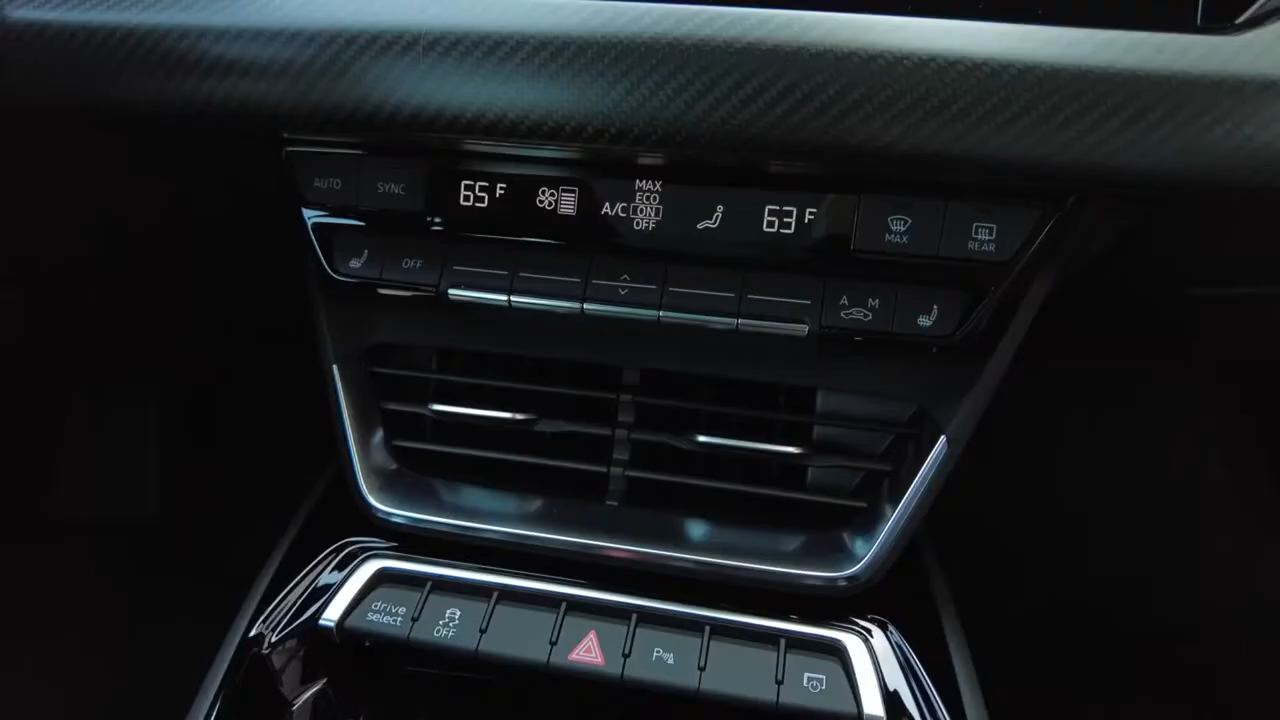 AUTO
SYNC
65 F
MAX
ECO
A/C ON
OFF
63 F
MAX
REAR
OFF
A M
drive
select
OFF
P